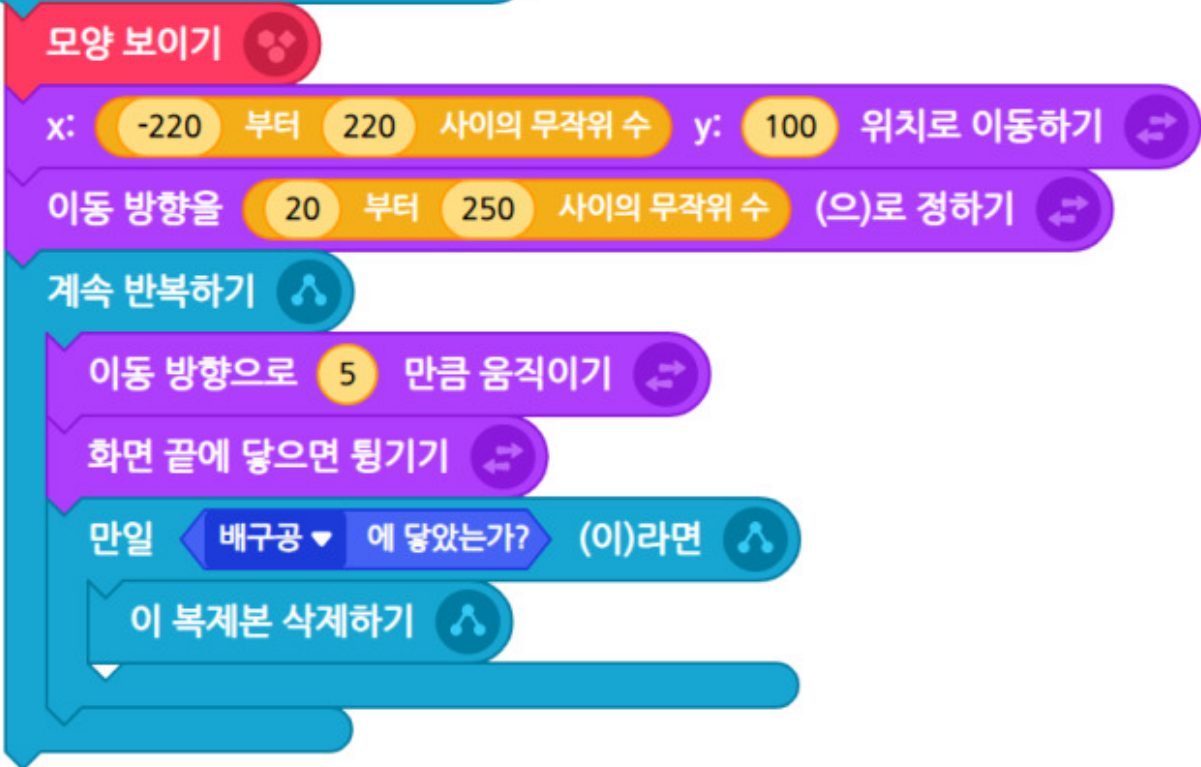 모양 보이기
x: -220 부터 220 사이의 무작위 수 y: 100 위치로 이동하기
이동 방향을 20 부터 250 사이의 무작위 수 (으)로 정하기
계속 반복하기
이동 방향으로 5 만큼 움직이기
화면 끝에 닿으면 튕기기
만일 배구공 에 닿았는가? (이)라면
이 복제본 삭제하기